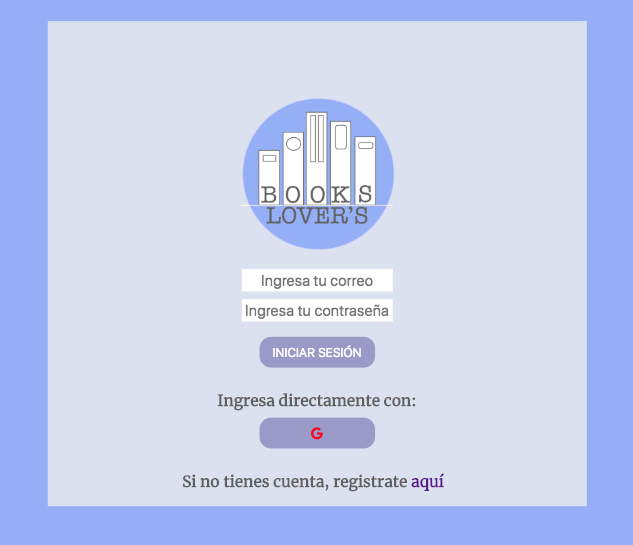 BOOKS
LOVER'S
Ingresa tu correo
Ingresa tu contraseña
INICIAR SESIÓN
Ingresa directamente con:
G
Si no tienes cuenta, registrate aquí